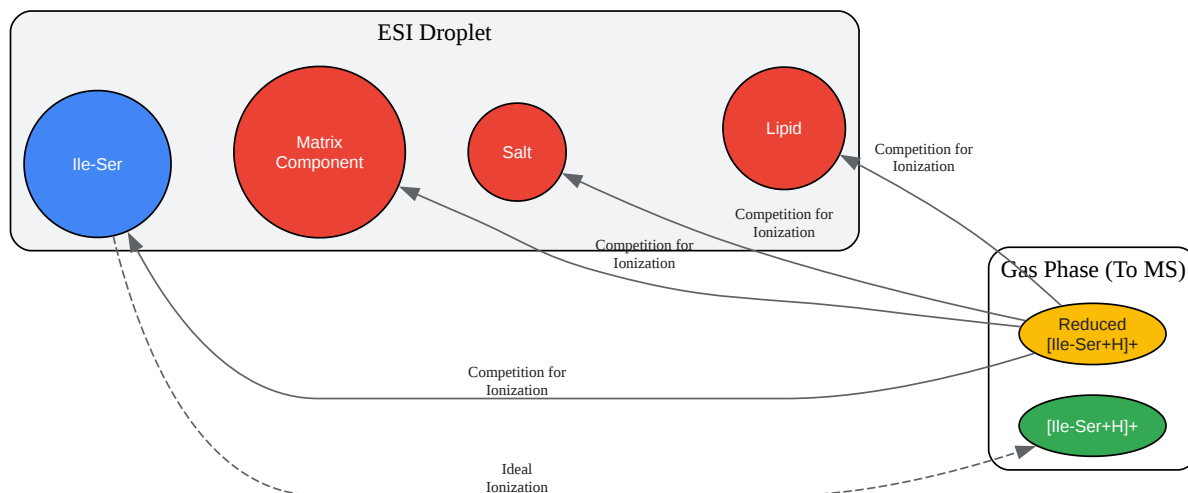 ESI Droplet
Ile-Ser
Matrix
Component
Salt
Lipid
Competition for
Ionization
Competition for
Ionization
Competition for
Ionization
Gas Phase (To MS)
Reduced
[Ile-Ser+H]+
Competition for
Ionization
[Ile-Ser+H]+
Ideal
Ionization